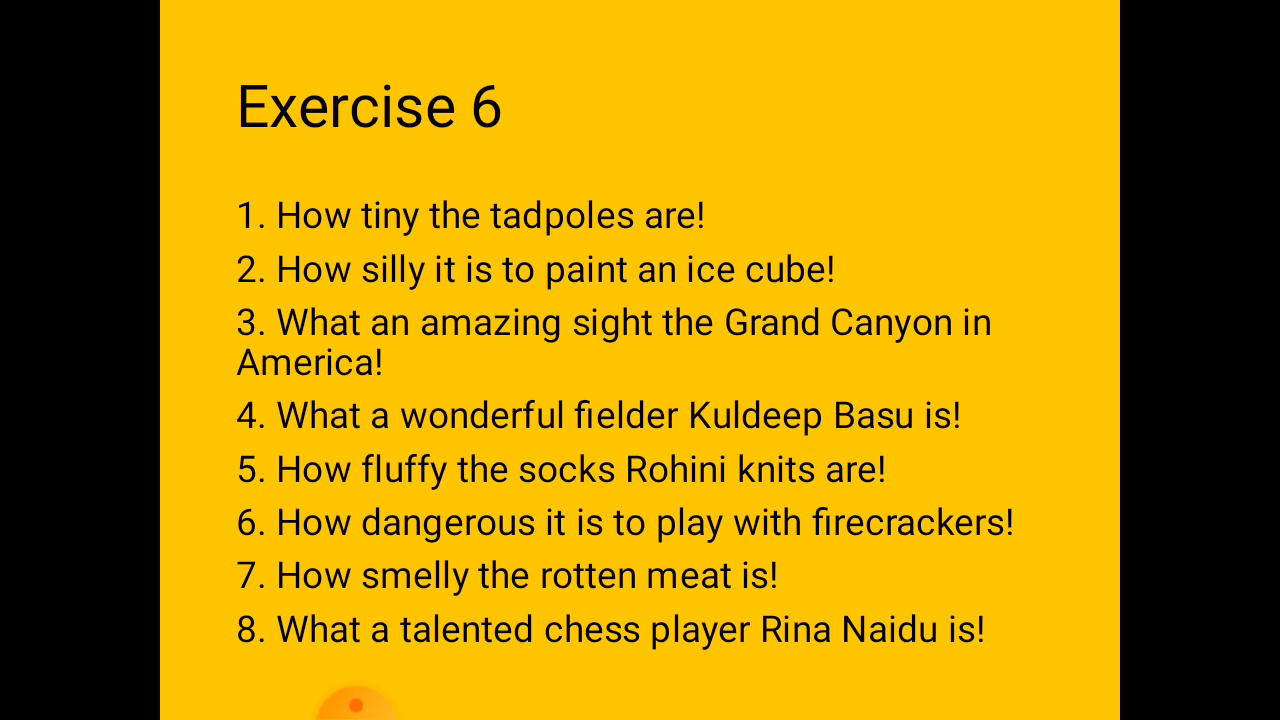 Exercise 6
1. How tiny the tadpoles are!
2. How silly it is to paint an ice cube!
3. What an amazing sight the Grand Canyon in
America!
4. What a wonderful fielder Kuldeep Basu is!
5. How fluffy the socks Rohini knits are!
6. How dangerous it is to play with firecrackers!
7. How smelly the rotten meat is!
8. What a talented chess player Rina Naidu is!